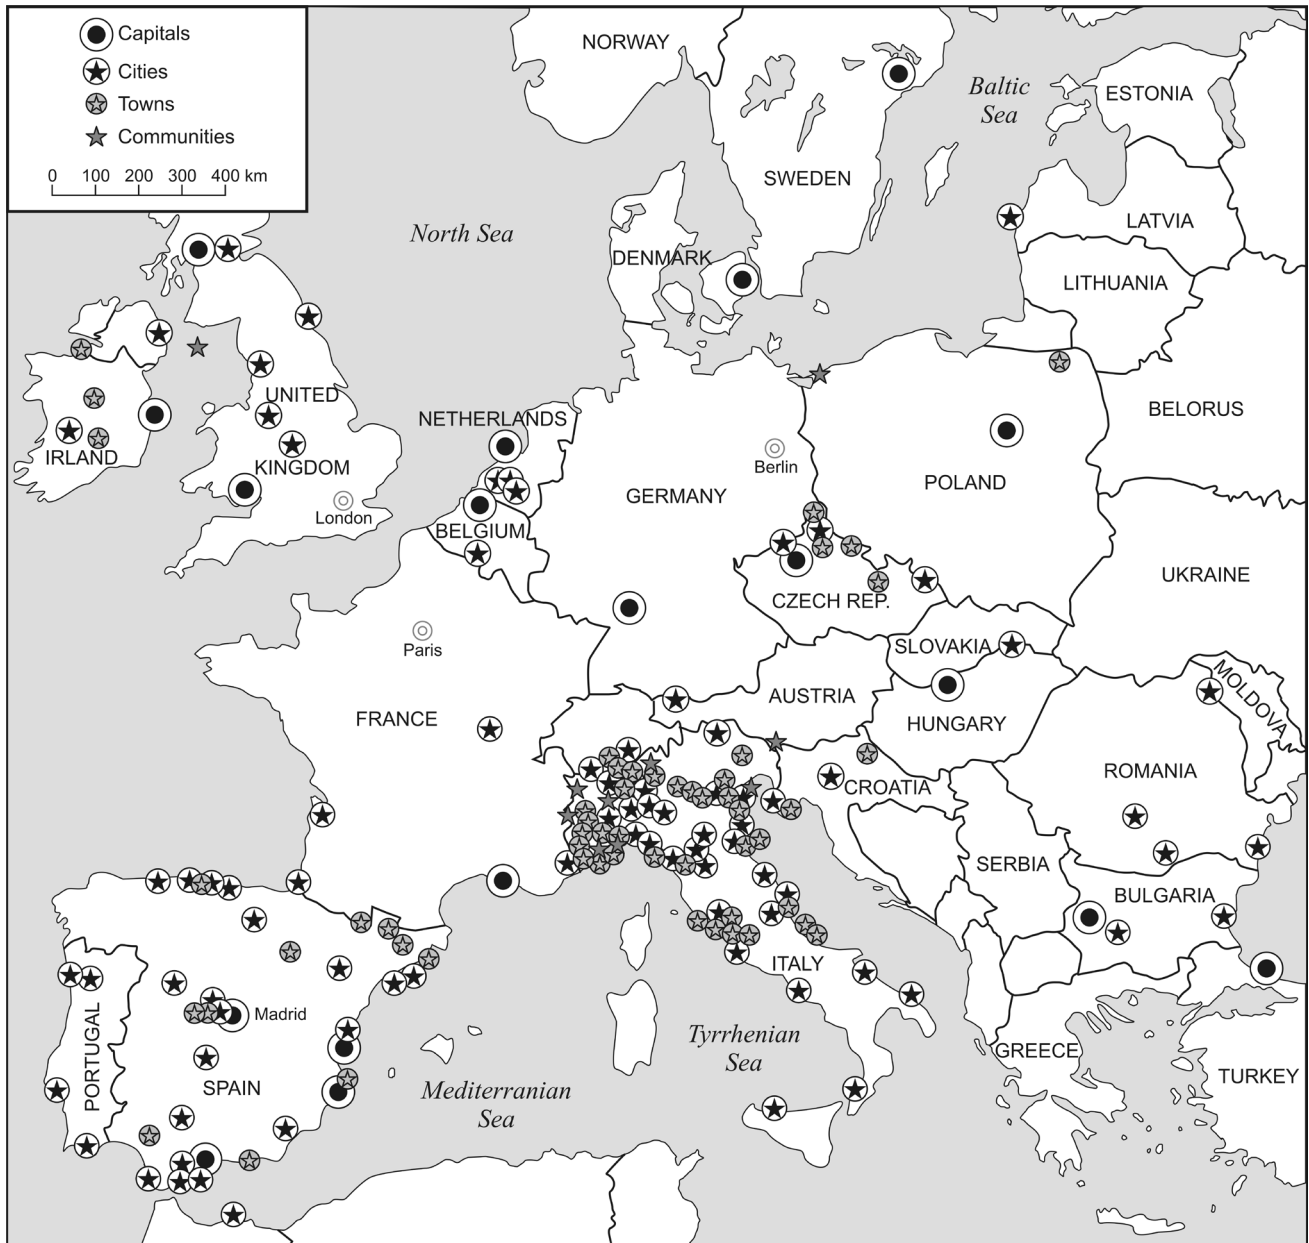 Capitals
Cities
Towns
Communities
0 100 200 300 400 km
NORWAY
Baltic
Sea
ESTONIA
SWEDEN
LATVIA
North Sea
DENMARK
LITHUANIA
UNITED
KINGDOM
IRLAND
London
NETHERLANDS
BELGIUM
Berlin
GERMANY
POLAND
BELORUS
UKRAINE
CZECH REP.
Paris
SLOVAKIA
FRANCE
AUSTRIA
HUNGARY
MOLDOVA
ROMANIA
CROATIA
SERBIA
BULGARIA
ITALY
Madrid
PORTUGAL
SPAIN
Tyrrhenian
Sea
GREECE
TURKEY
Mediterranean
Sea